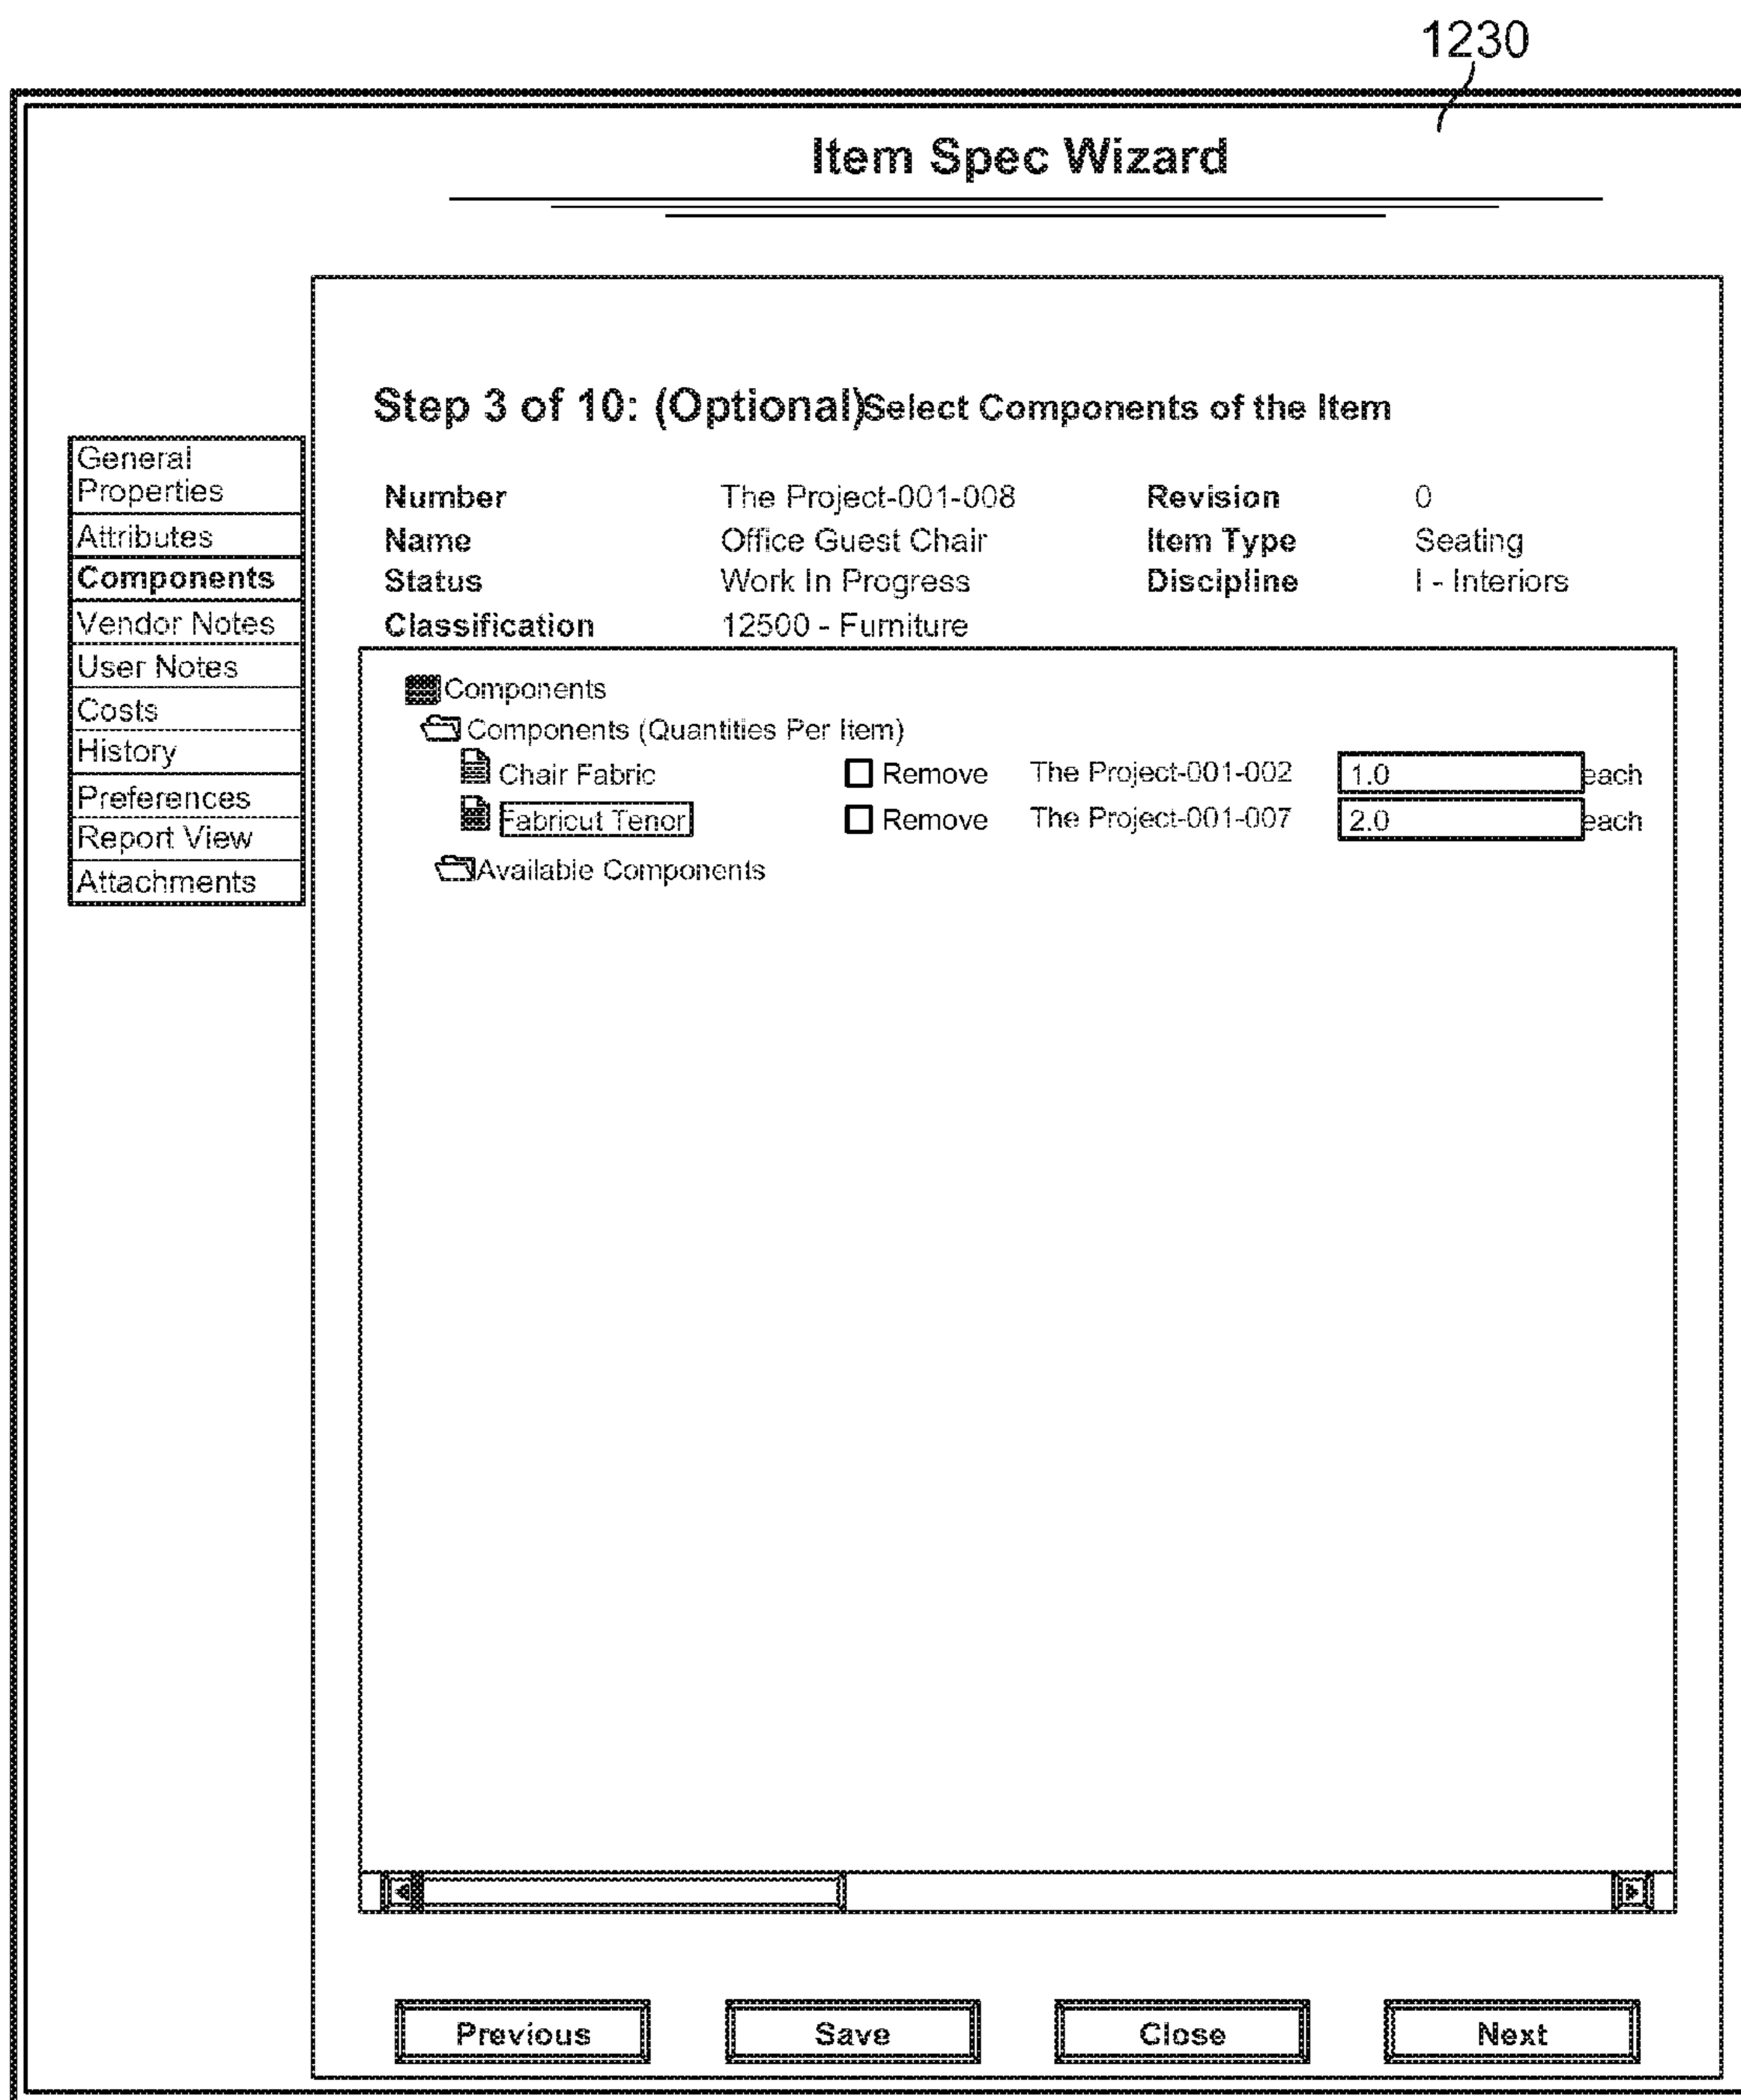 1230
Item Spec Wizard
General
Properties
Attributes
Components
Vendor Notes
User Notes
Costs
History
Preferences
Report View
Attachments
Step 3 of 10: (Optional)Select Components of the Item
Number The Project-001-008 Revision 0
Name Office Guest Chair Item Type Seating
Status Work In Progress Discipline I - Interiors
Classification 12500 - Furniture
Components
Components (Quantities Per Item)
Chair Fabric Remove The Project-001-002 1.0 each
Fabricut Tenor Remove The Project-001-007 2.0 each
Available Components
Previous Save Close Next